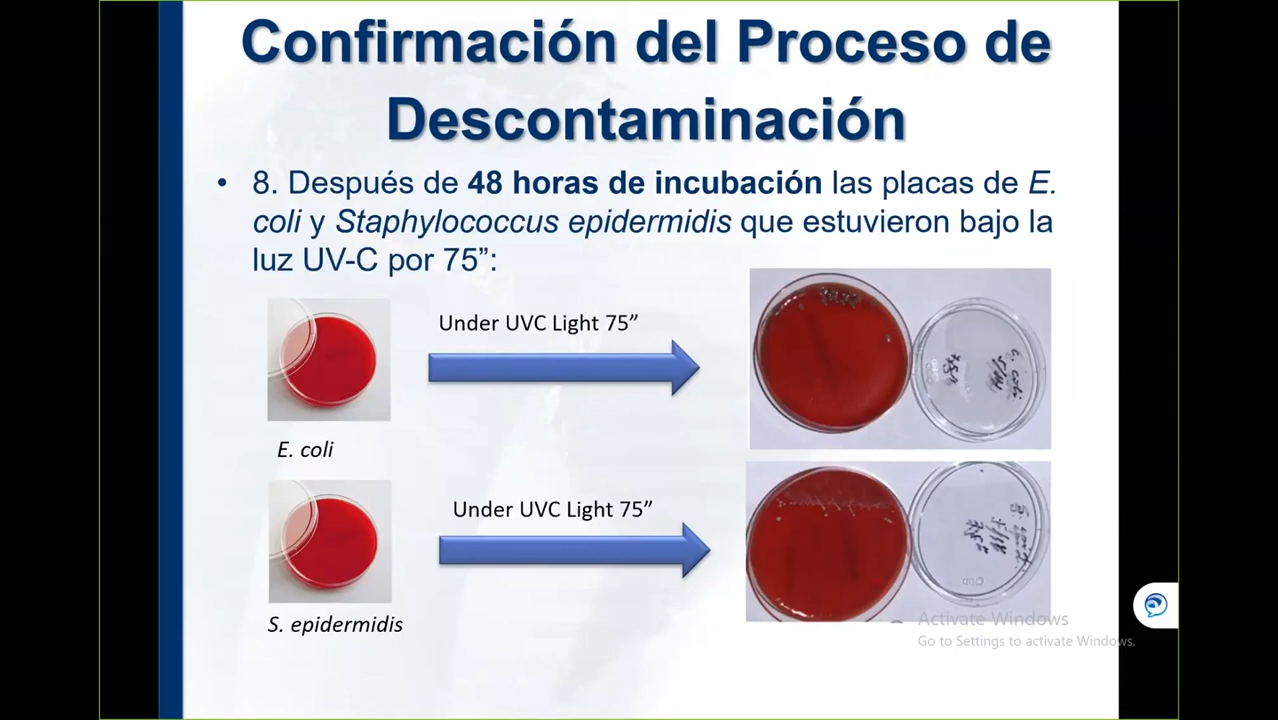 Confirmación del Proceso de
Descontaminación
• 8. Después de 48 horas de incubación las placas de E.
coli y Staphylococcus epidermidis que estuvieron bajo la
luz UV-C por 75”:
Under UVC Light 75”
E. coli
E. coli
Under UVC Light 75”
S. epidermidis
Activate Windows
Go to Settings to activate Windows.